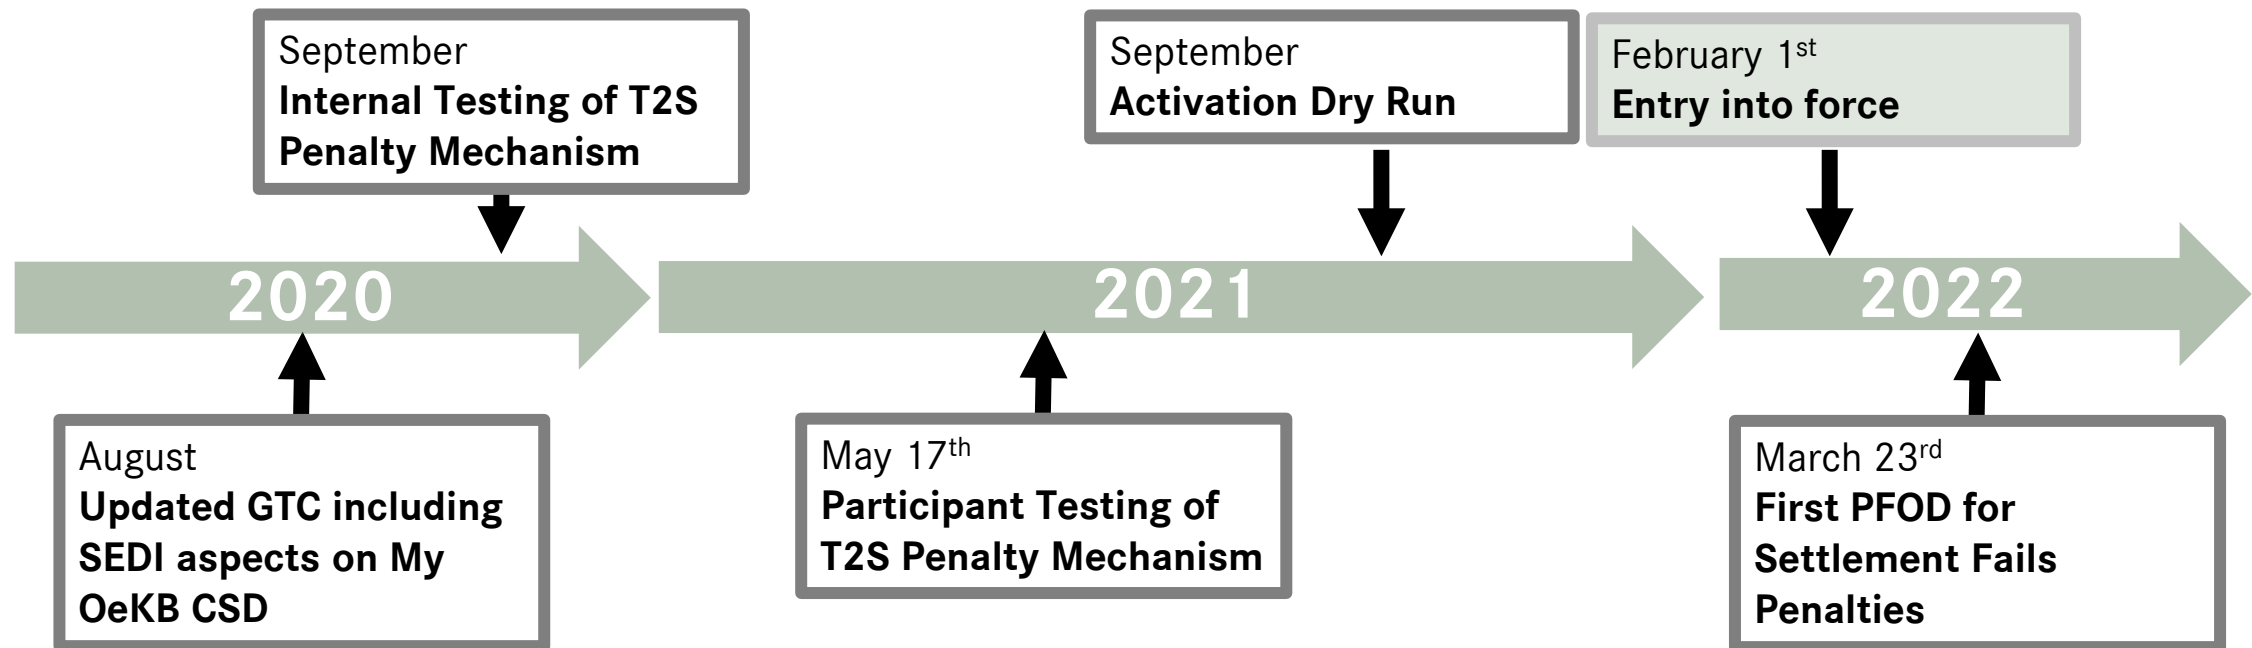 September
Internal Testing of T2S
Penalty Mechanism
September
Activation Dry Run
February 1st
Entry into force
2020
2021
2022
August
Updated GTC including
SEDI aspects on My
OeKB CSD
May 17th
Participant Testing of
T2S Penalty Mechanism
March 23rd
First PFOD for
Settlement Fails
Penalties